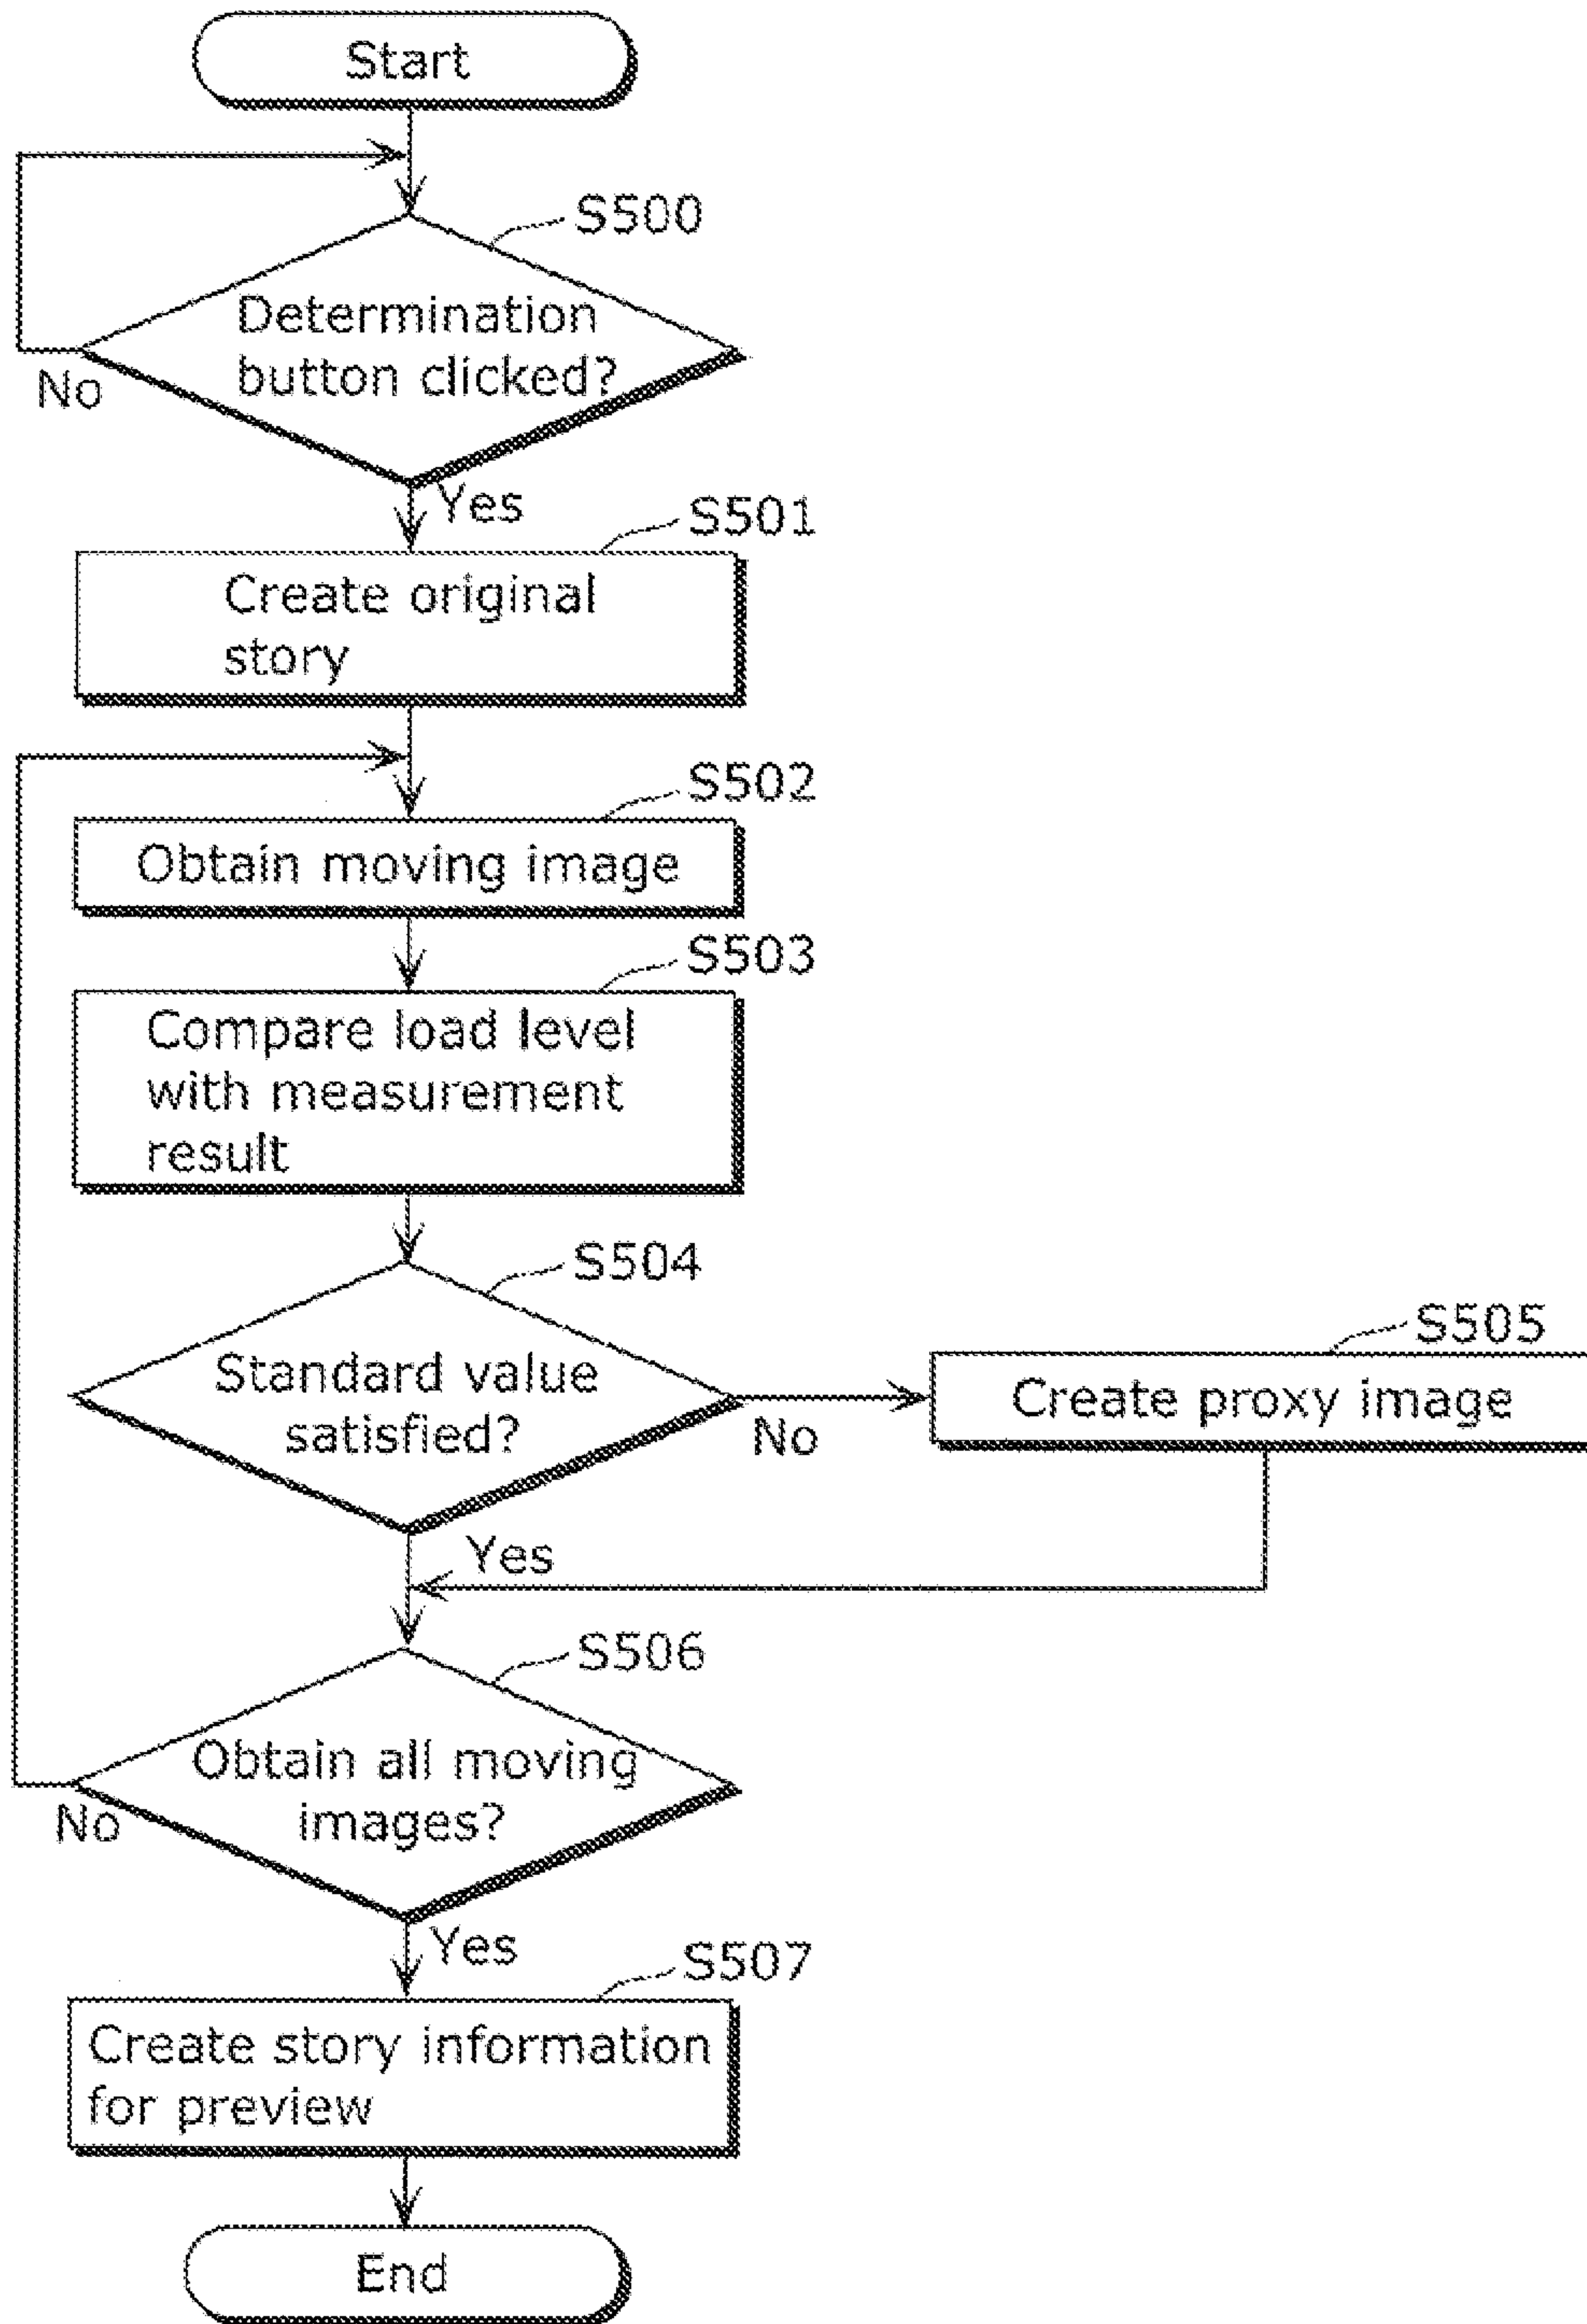 Start
S500
Determination
button clicked?
No
Yes
S501
Create original
story
S502
Obtain moving image
S503
Compare load level
with measurement
result
S504
Standard value
satisfied?
No
S505
Create proxy image
Yes
S506
Obtain all moving
images?
No
Yes
S507
Create story information
for preview
End